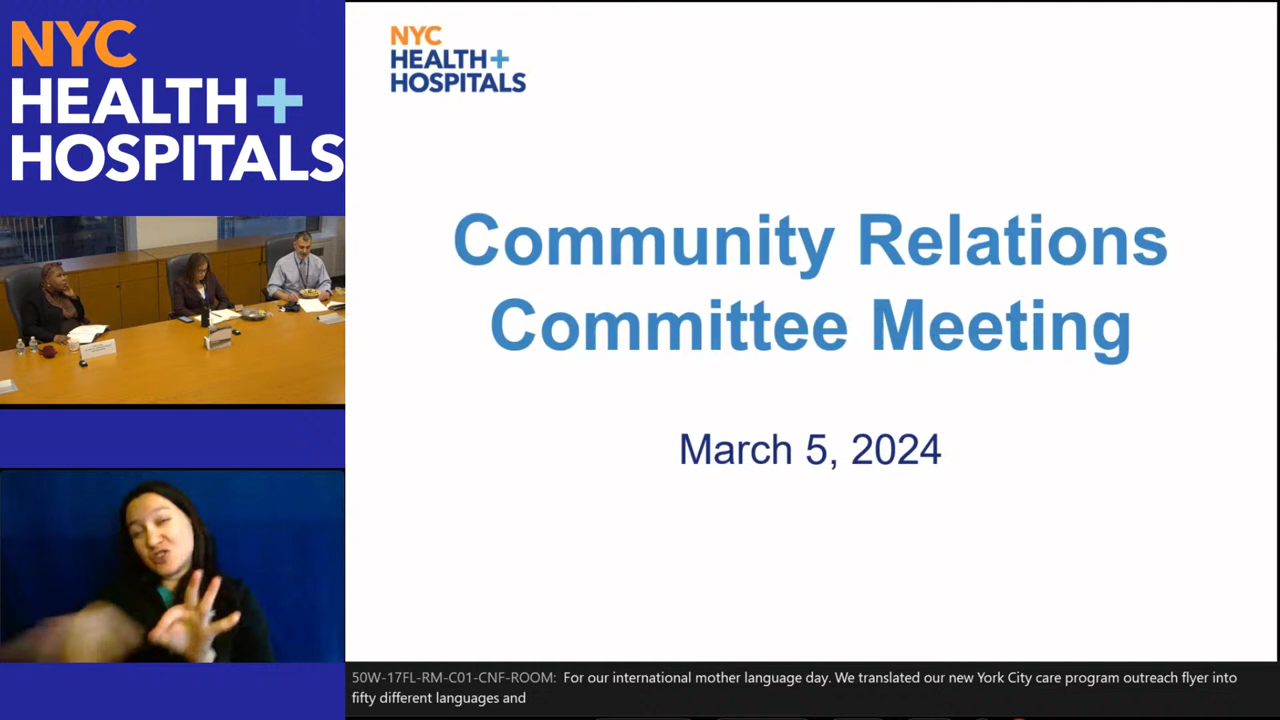 NYC
HEALTH+
HOSPITALS
NYC
HEALTH+
HOSPITALS
Community Relations
Committee Meeting
March 5, 2024
50W-17FL-RM-C01-CNF-ROOM: For our international mother language day. We translated our new York City care program outreach flyer into
fifty different languages and